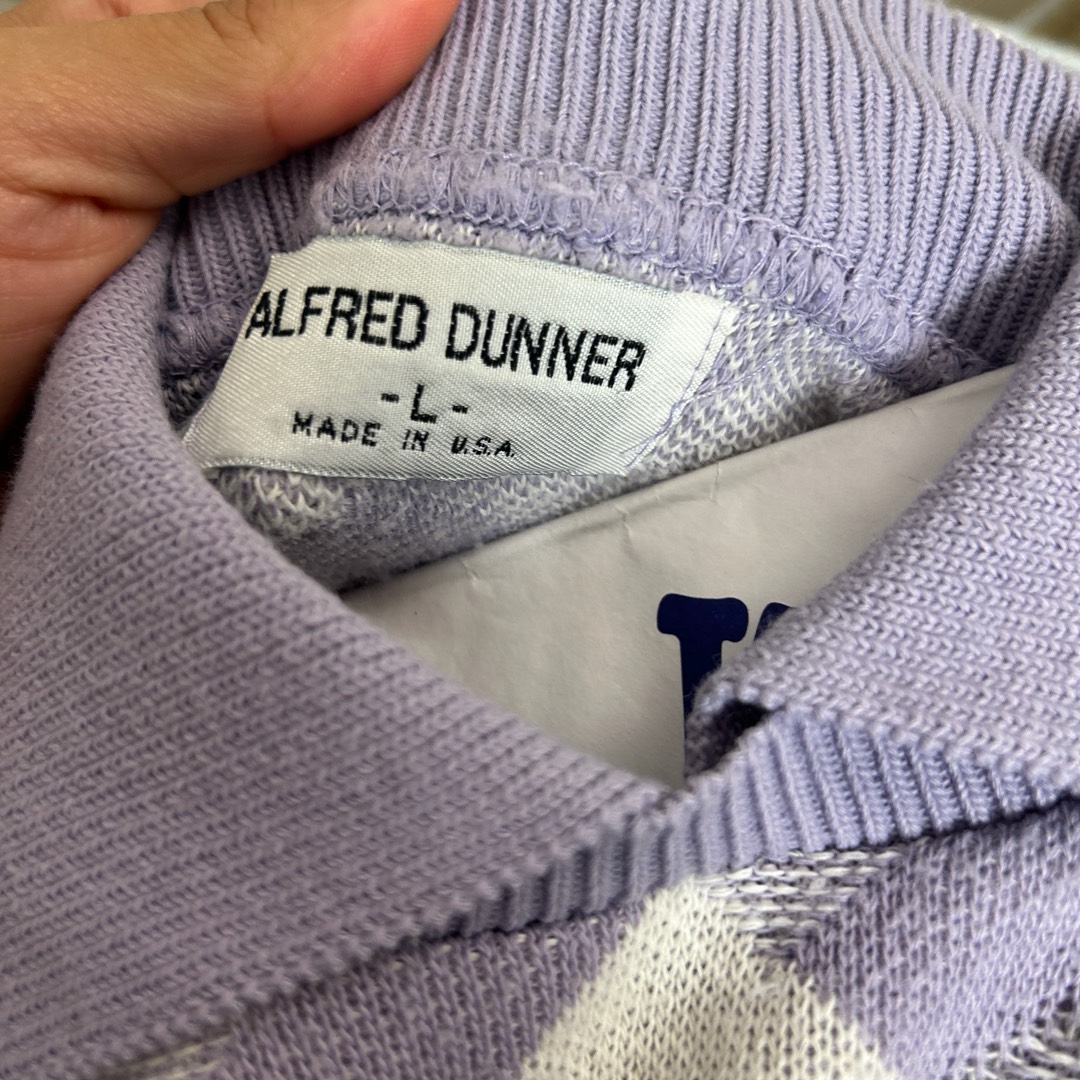 ALFRED DUNNER
- L -
MADE IN U.S.A.